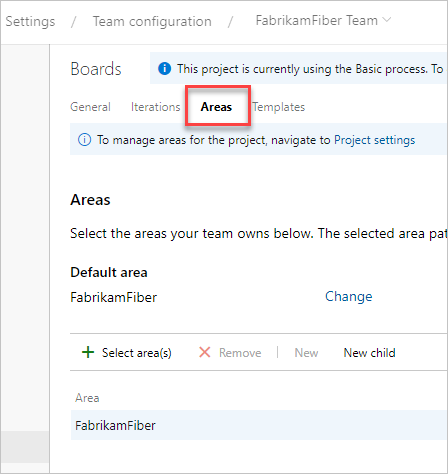 Settings / Team configuration / FabrikamFiber Team
Boards This project is currently using the Basic process. To
General Iterations Areas Templates
To manage areas for the project, navigate to Project settings
Areas
Select the areas your team owns below. The selected area pat
Default area
FabrikamFiber Change
Select area(s) Remove New New child
Area
FabrikamFiber